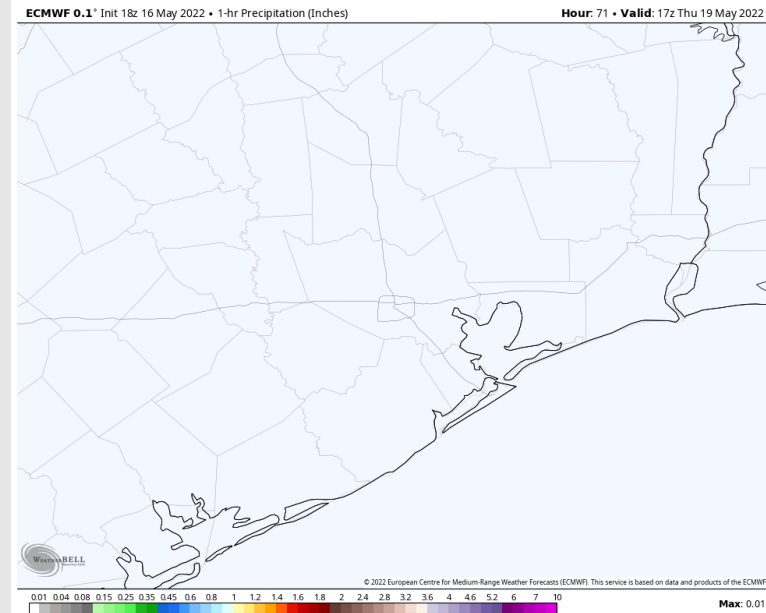 ECMWF 0.1° Init 18z 16 May 2022 • 1-hr Precipitation (Inches) Hour: 71 • Valid: 17z Thu 19 May 2022
WEATHERBELL
© 2022 European Centre for Medium-Range Weather Forecasts (ECMWF). This service is based on data and products of the ECMWF
0.01 0.04 0.08 0.15 0.25 0.35 0.45 0.6 0.8 1 1.2 1.4 1.6 1.8 2 2.4 2.8 3.2 3.6 4 4.6 5.2 6 7 10
Max: 0.01